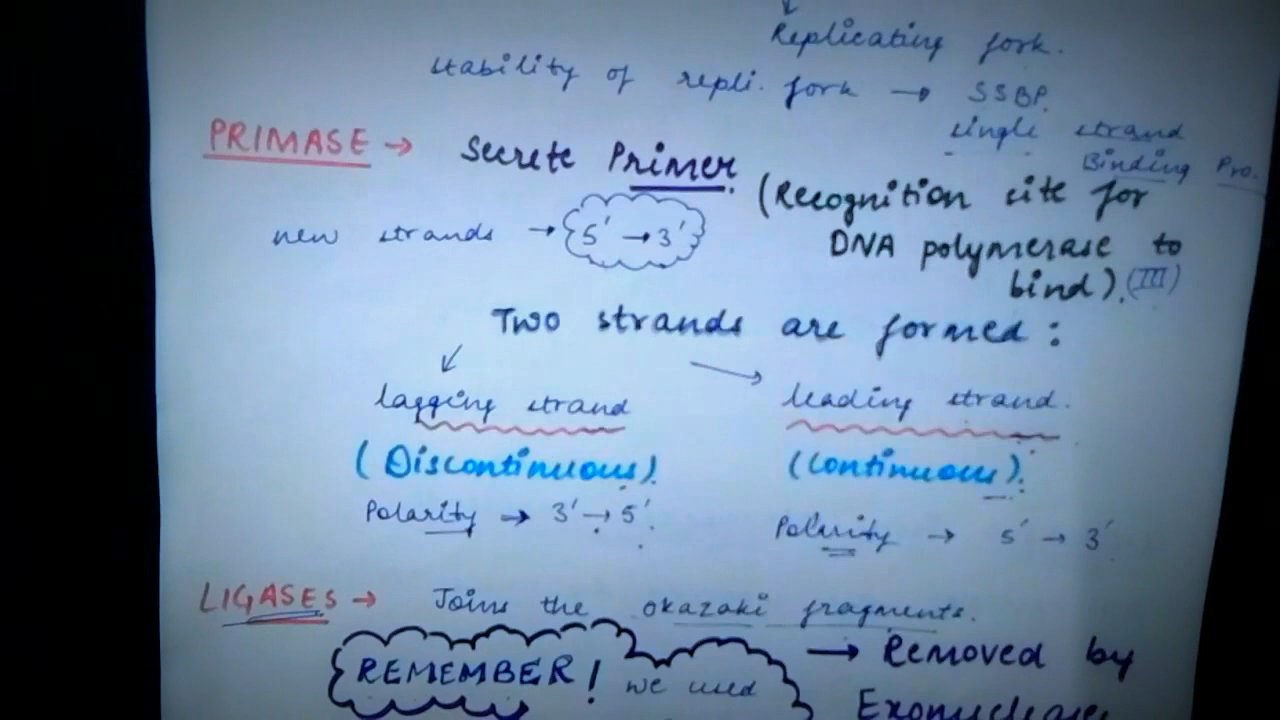 Replicating fork.
stability of repli. fork → SSBP.
single strand
Binding Pro.
PRIMASE → Secrete Primer.
(Recognition site for
DNA polymerase to
bind). (III)
new strands → 5' → 3'
Two strands are formed :
lagging strand
(Discontinuous).
Polarity → 3' → 5'.
leading strand.
(Continuous).
Polarity → 5' → 3'
LIGASES → Joins the okazaki fragments.
REMEMBER! we used
→ Removed by
Exonuclease